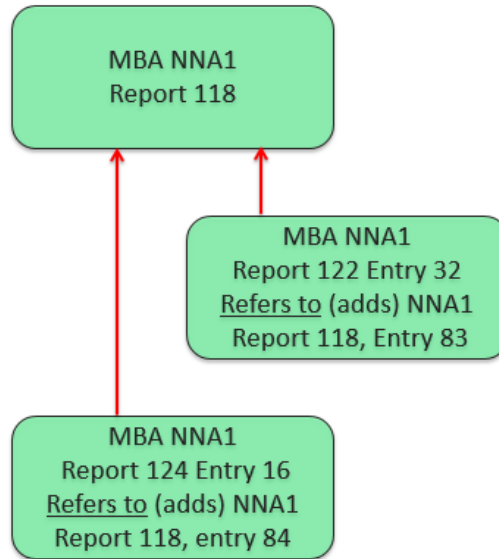 MBA NNA1
Report 118
MBA NNA1
Report 122 Entry 32
Refers to (adds) NNA1
Report 118, Entry 83
MBA NNA1
Report 124 Entry 16
Refers to (adds) NNA1
Report 118, entry 84